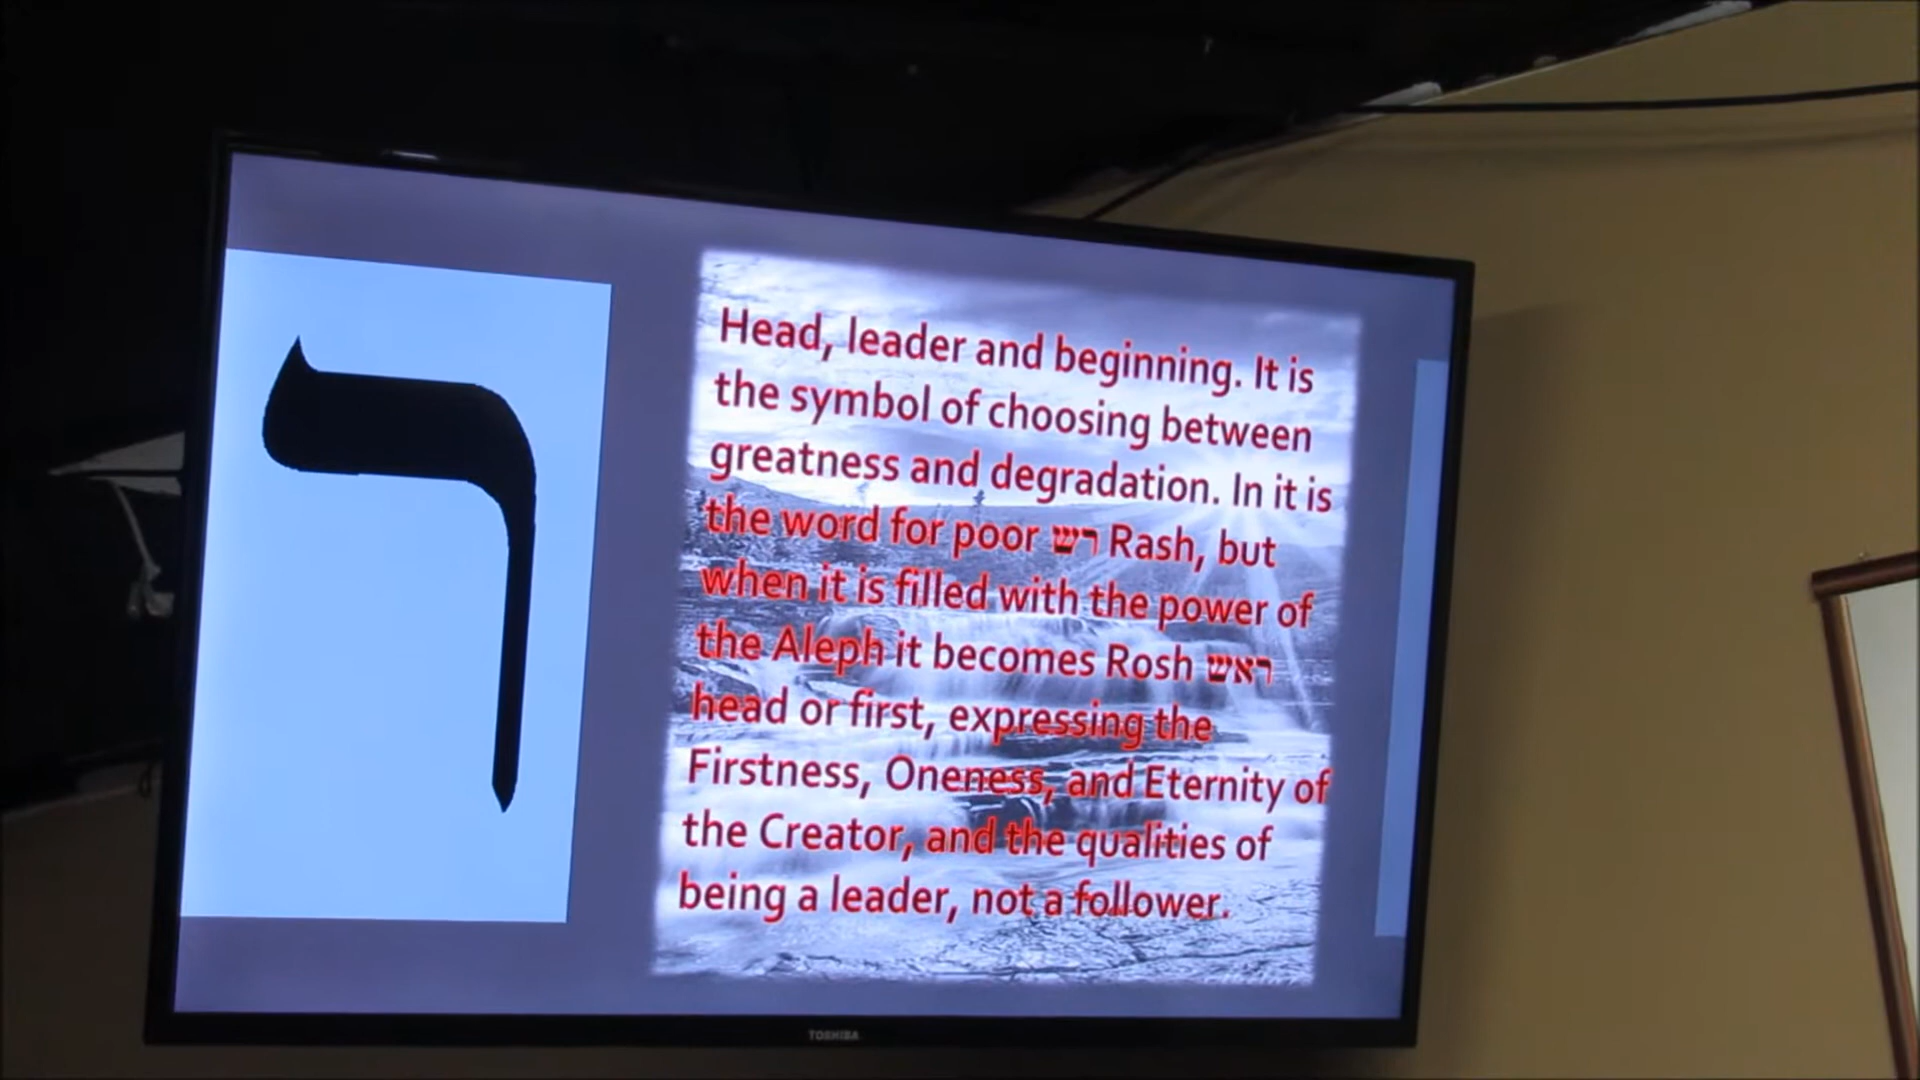 ר
Head, leader and beginning. It is
the symbol of choosing between
greatness and degradation. In it is
the word for poor רש Rash, but
when it is filled with the power of
the Aleph it becomes Rosh ראש
head or first, expressing the
Firstness, Oneness, and Eternity of
the Creator, and the qualities of
being a leader, not a follower.
TOSHIBA